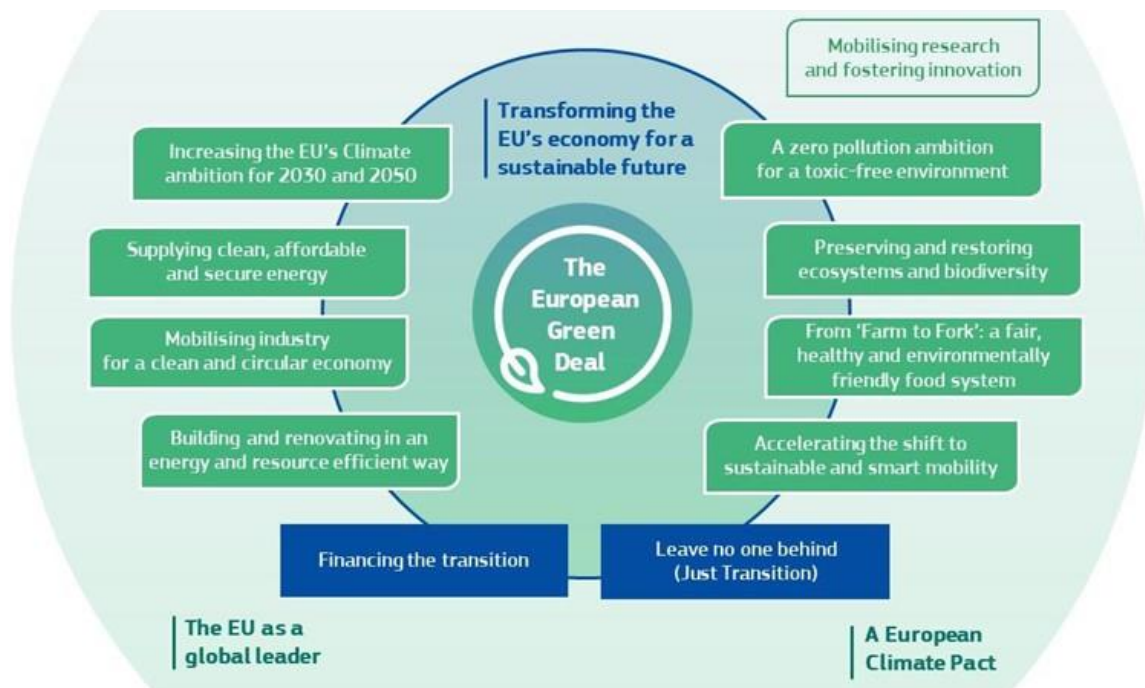 Mobilising research
and fostering innovation
Transforming the
EU's economy for a
sustainable future
Increasing the EU's Climate
ambition for 2030 and 2050
A zero pollution ambition
for a toxic-free environment
Supplying clean, affordable
and secure energy
Preserving and restoring
ecosystems and biodiversity
The
European
Green
Deal
Mobilising industry
for a clean and circular economy
From ‘Farm to Fork’: a fair,
healthy and environmentally
friendly food system
Building and renovating in an
energy and resource efficient way
Accelerating the shift to
sustainable and smart mobility
Financing the transition
Leave no one behind
(Just Transition)
The EU as a
global leader
A European
Climate Pact